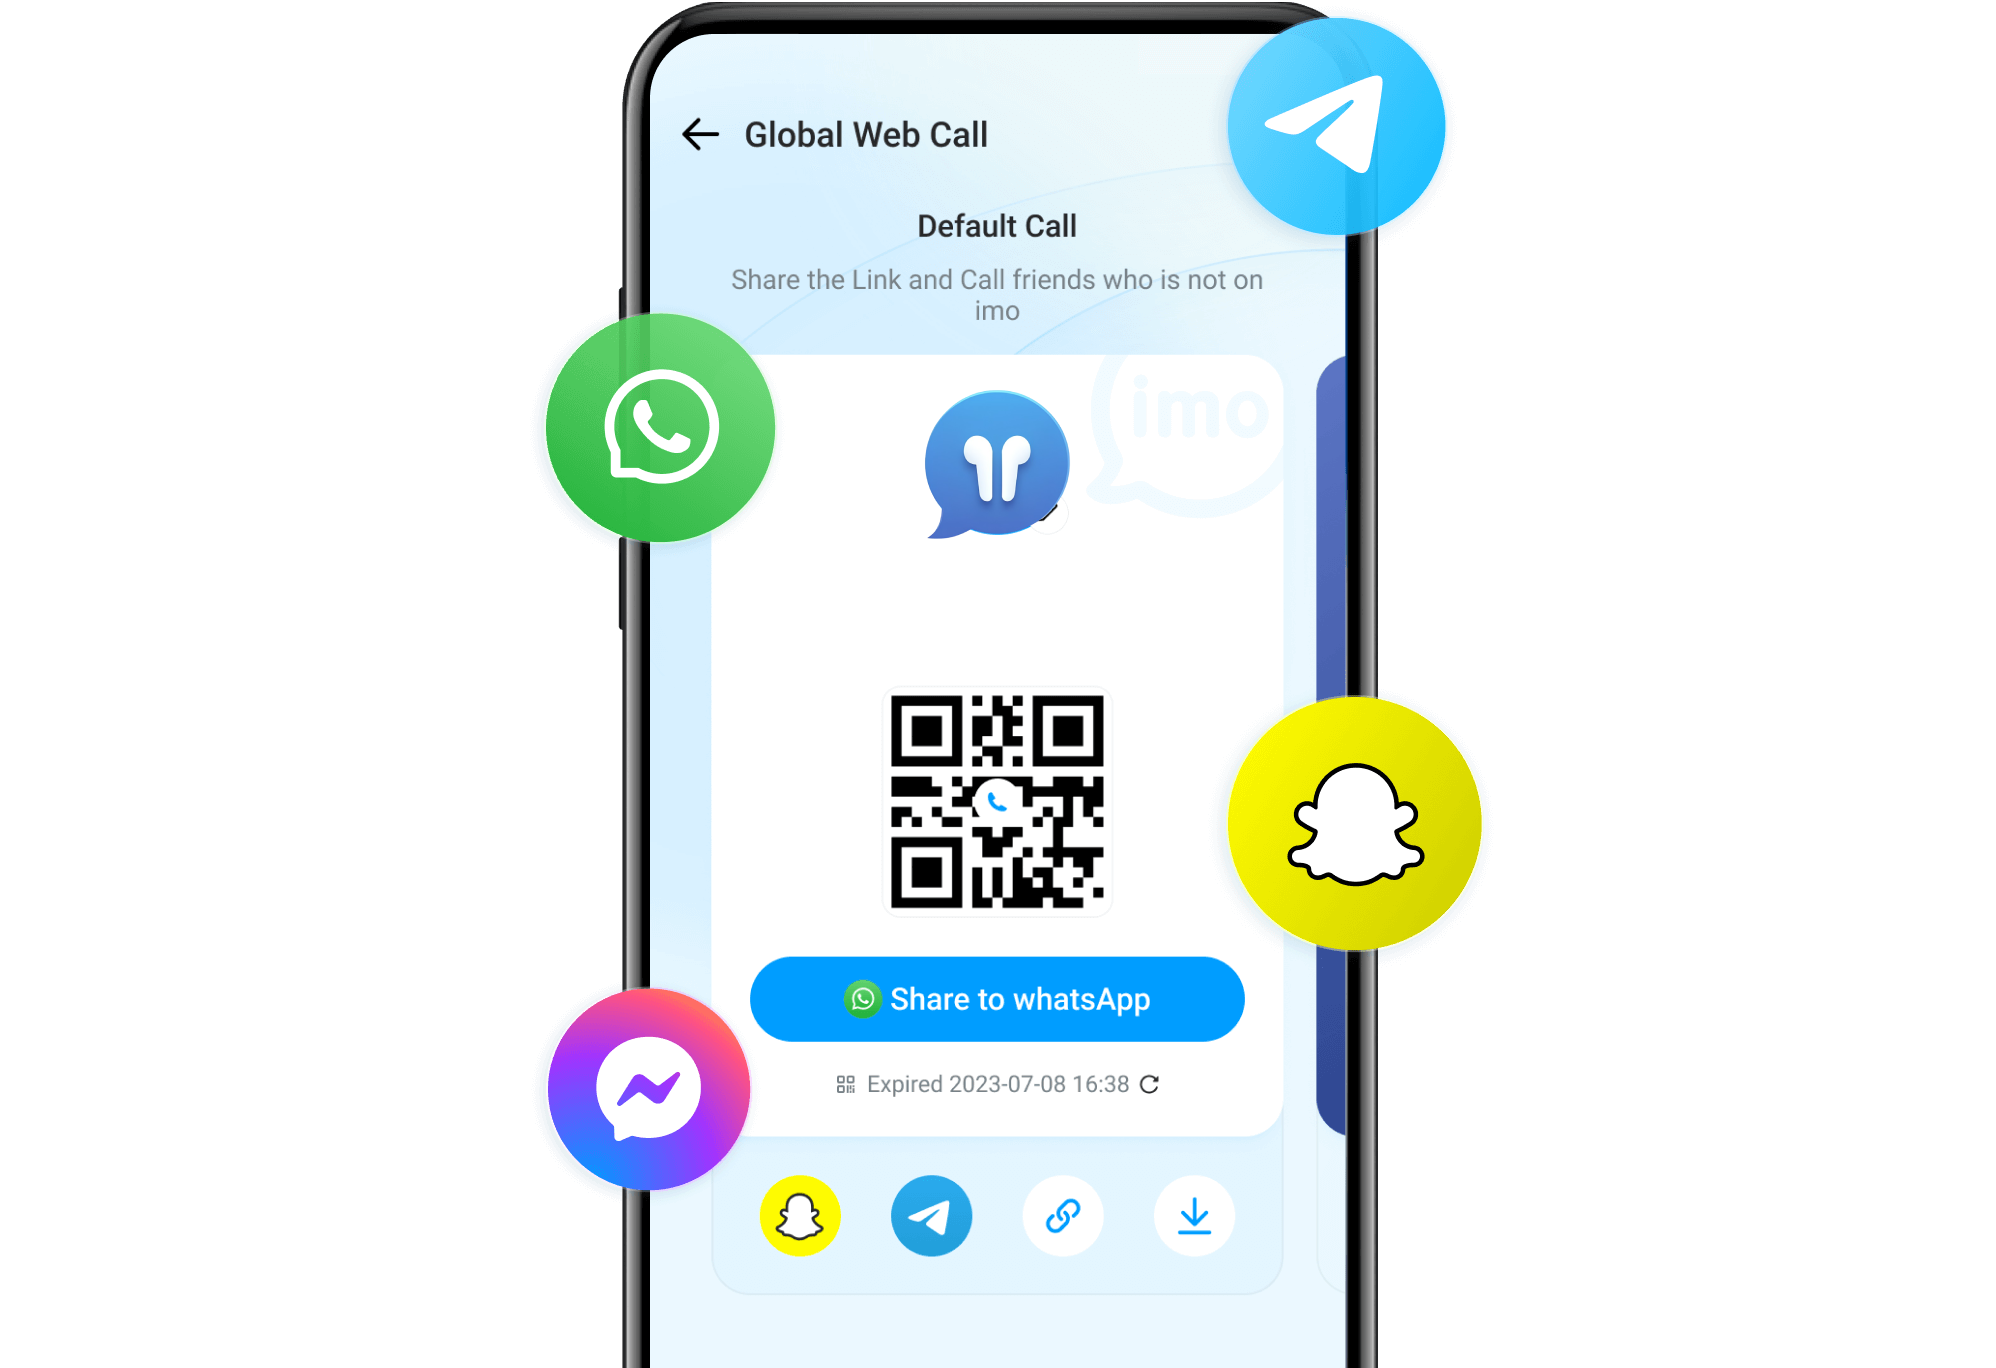 Global Web Call
Default Call
Share the Link and Call friends who is not on
imo
imo
Share to whatsApp
Expired 2023-07-08 16:38